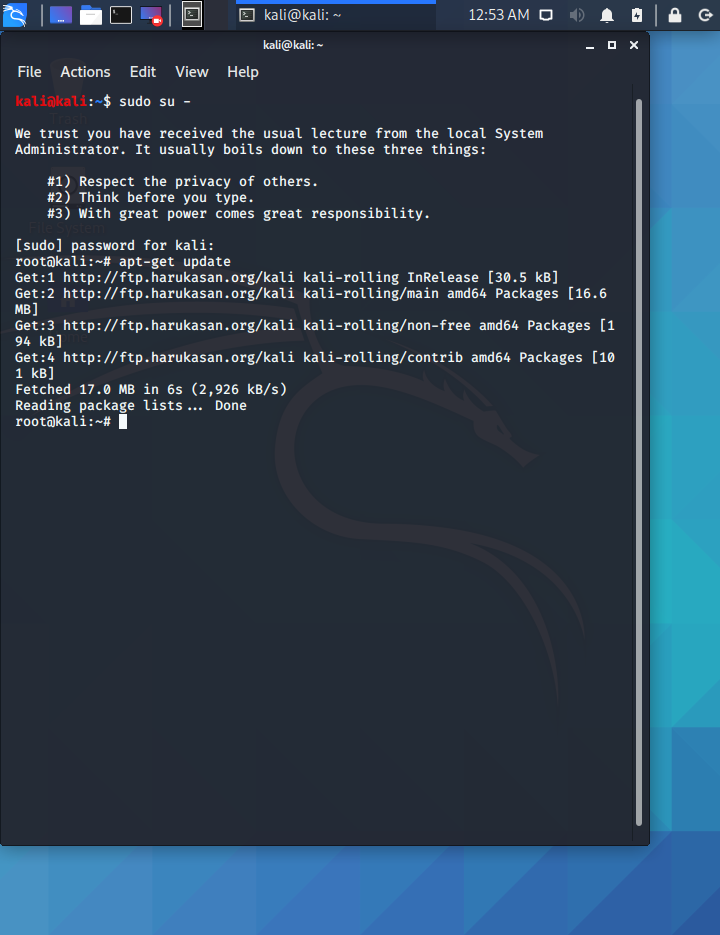 12:53 AM
kali@kali: ~
kali@kali: ~
File Actions Edit View Help
kali@kali:~$ sudo su -
We trust you have received the usual lecture from the local System
Administrator. It usually boils down to these three things:
#1) Respect the privacy of others.
#2) Think before you type.
#3) With great power comes great responsibility.
[sudo] password for kali:
root@kali:~# apt-get update
Get:1 http://ftp.harukasan.org/kali kali-rolling InRelease [30.5 kB]
Get:2 http://ftp.harukasan.org/kali kali-rolling/main amd64 Packages [16.6
MB]
Get:3 http://ftp.harukasan.org/kali kali-rolling/non-free amd64 Packages [1
94 kB]
Get:4 http://ftp.harukasan.org/kali kali-rolling/contrib amd64 Packages [10
1 kB]
Fetched 17.0 MB in 6s (2,926 kB/s)
Reading package lists... Done
root@kali:~#
Trash
File System